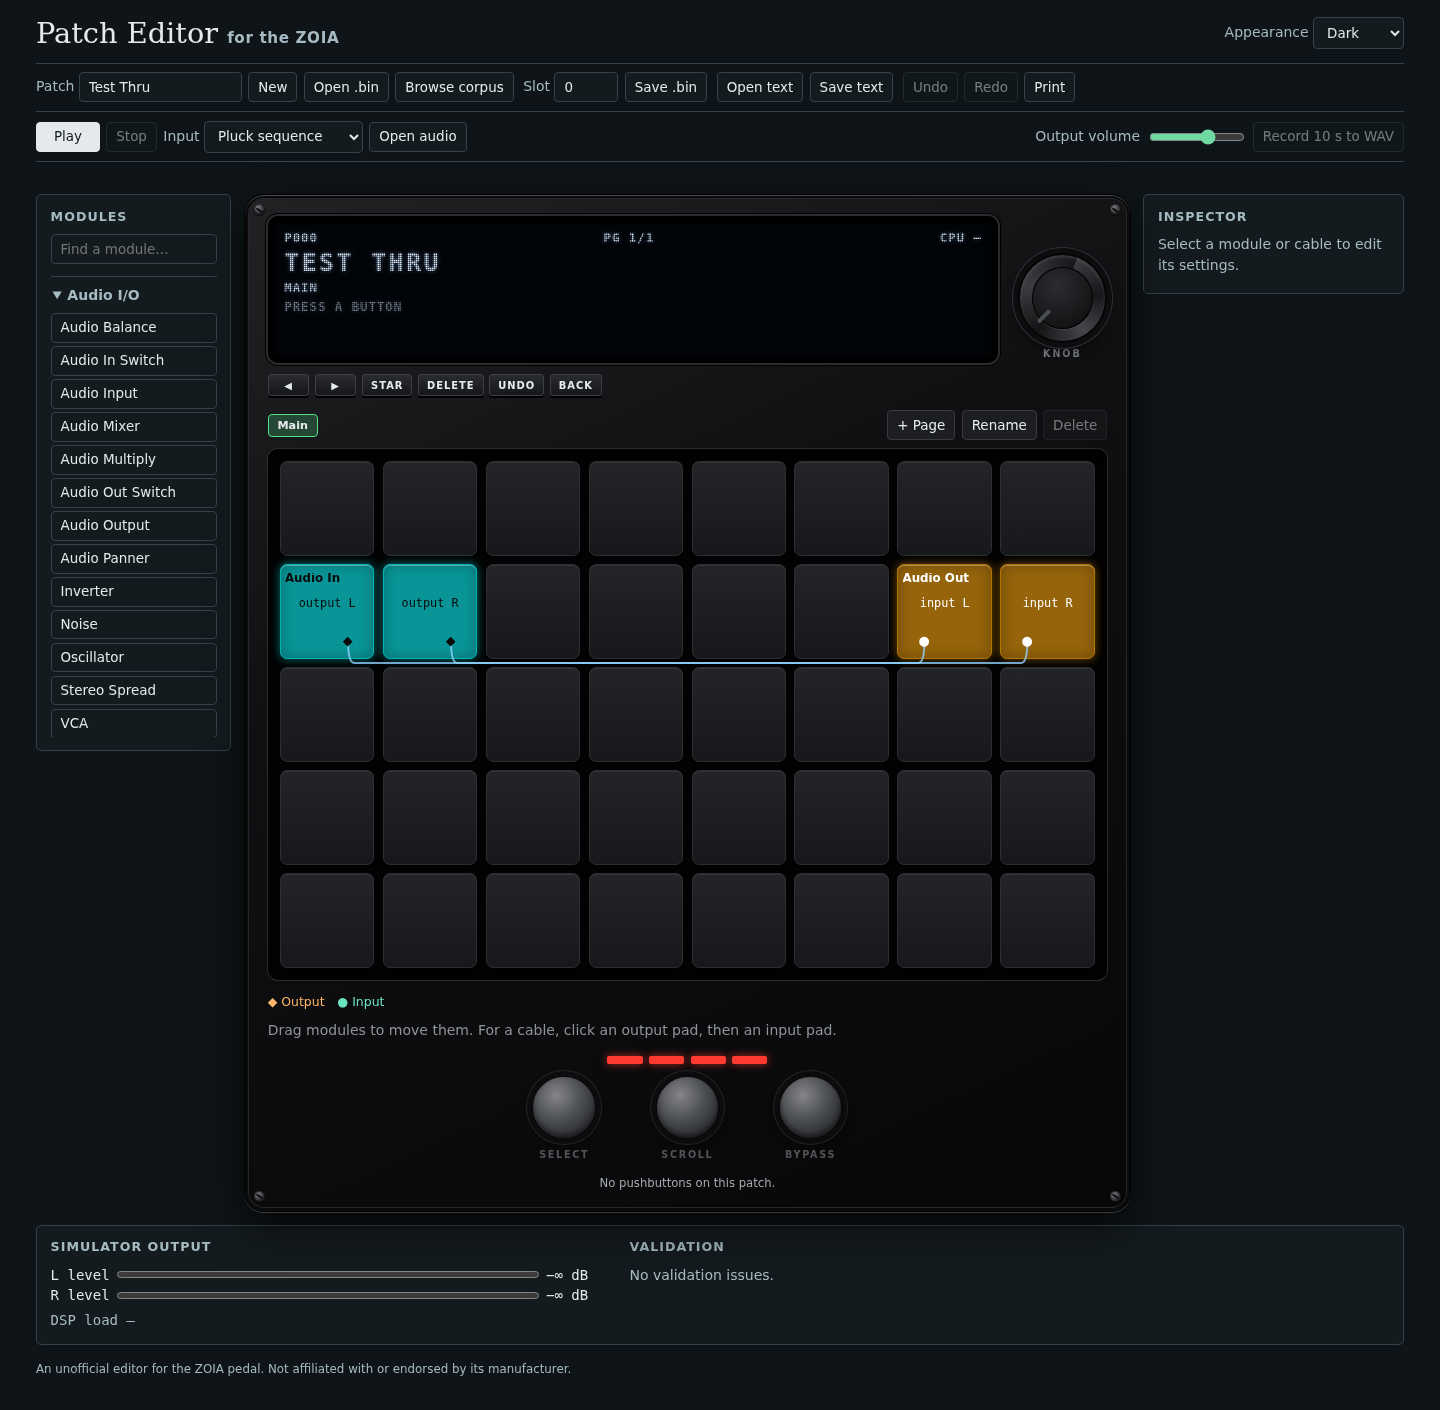 Patch Editor for the ZOIA
Appearance Dark
Patch Test Thru New Open .bin Browse corpus Slot 0 Save .bin Open text Save text Undo Redo Print
Play Stop Input Pluck sequence Open audio Output volume Record 10 s to WAV
MODULES
Find a module...
▼ Audio I/O
Audio Balance
Audio In Switch
Audio Input
Audio Mixer
Audio Multiply
Audio Out Switch
Audio Output
Audio Panner
Inverter
Noise
Oscillator
Stereo Spread
VCA
P000 PG 1/1 CPU —
TEST THRU
MAIN
PRESS A BUTTON
KNOB
◀ ▶ STAR DELETE UNDO BACK
Main + Page Rename Delete
Audio In Audio Out
output L output R input L input R
◆ Output ● Input
Drag modules to move them. For a cable, click an output pad, then an input pad.
SELECT SCROLL BYPASS
No pushbuttons on this patch.
INSPECTOR
Select a module or cable to edit
its settings.
SIMULATOR OUTPUT
L level −∞ dB
R level −∞ dB
DSP load —
VALIDATION
No validation issues.
An unofficial editor for the ZOIA pedal. Not affiliated with or endorsed by its manufacturer.